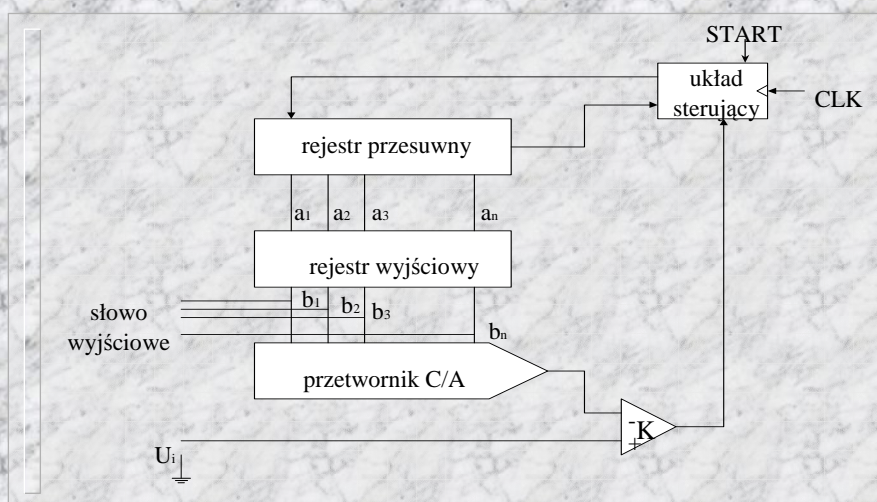 START
układ
sterujący
CLK
rejestr przesuwny
a1 a2 a3 an
rejestr wyjściowy
b1 b2 b3 bn
słowo
wyjściowe
przetwornik C/A
-K
+
Ui